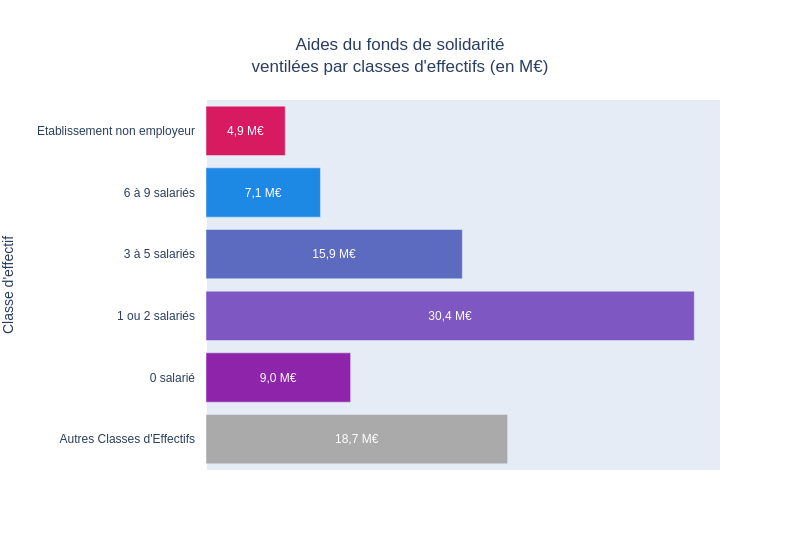 Aides du fonds de solidarité
ventilées par classes d'effectifs (en M€)
Classe d'effectif
Etablissement non employeur
4,9 M€
6 à 9 salariés
7,1 M€
3 à 5 salariés
15,9 M€
1 ou 2 salariés
30,4 M€
0 salarié
9,0 M€
Autres Classes d'Effectifs
18,7 M€